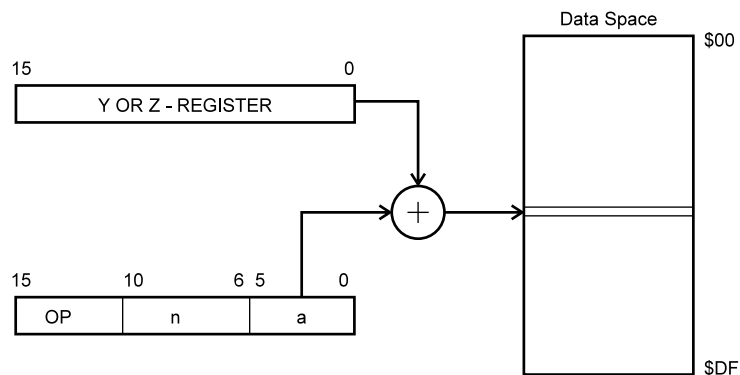 Data Space
$00
15 0
Y OR Z - REGISTER
+
15 10 6 5 0
OP n a
$DF